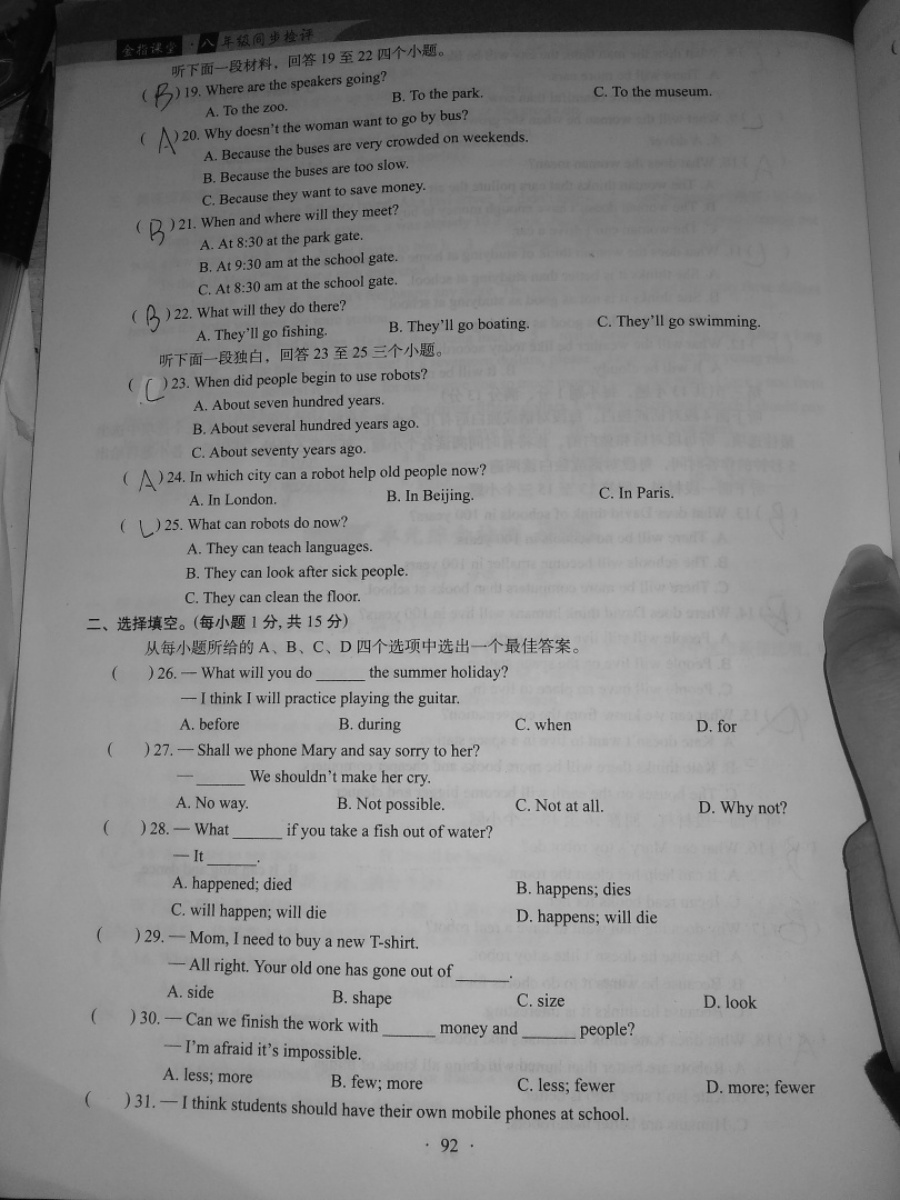 金指课堂 · 八年级同步检评
听下面一段材料，回答 19 至 22 四个小题。
( B ) 19. Where are the speakers going?
A. To the zoo. B. To the park. C. To the museum.
( A ) 20. Why doesn't the woman want to go by bus?
A. Because the buses are very crowded on weekends.
B. Because the buses are too slow.
C. Because they want to save money.
( B ) 21. When and where will they meet?
A. At 8:30 at the park gate.
B. At 9:30 am at the school gate.
C. At 8:30 am at the school gate.
( B ) 22. What will they do there?
A. They'll go fishing. B. They'll go boating. C. They'll go swimming.
听下面一段独白，回答 23 至 25 三个小题。
( C ) 23. When did people begin to use robots?
A. About seven hundred years.
B. About several hundred years ago.
C. About seventy years ago.
( A ) 24. In which city can a robot help old people now?
A. In London. B. In Beijing. C. In Paris.
( C ) 25. What can robots do now?
A. They can teach languages.
B. They can look after sick people.
C. They can clean the floor.
二、选择填空。(每小题 1 分, 共 15 分)
从每小题所给的 A、B、C、D 四个选项中选出一个最佳答案。
( ) 26. — What will you do ______ the summer holiday?
— I think I will practice playing the guitar.
A. before B. during C. when D. for
( ) 27. — Shall we phone Mary and say sorry to her?
— ______ We shouldn't make her cry.
A. No way. B. Not possible. C. Not at all. D. Why not?
( ) 28. — What ______ if you take a fish out of water?
— It ______.
A. happened; died B. happens; dies
C. will happen; will die D. happens; will die
( ) 29. — Mom, I need to buy a new T-shirt.
— All right. Your old one has gone out of ______.
A. side B. shape C. size D. look
( ) 30. — Can we finish the work with ______ money and ______ people?
— I'm afraid it's impossible.
A. less; more B. few; more C. less; fewer D. more; fewer
( ) 31. — I think students should have their own mobile phones at school.
· 92 ·